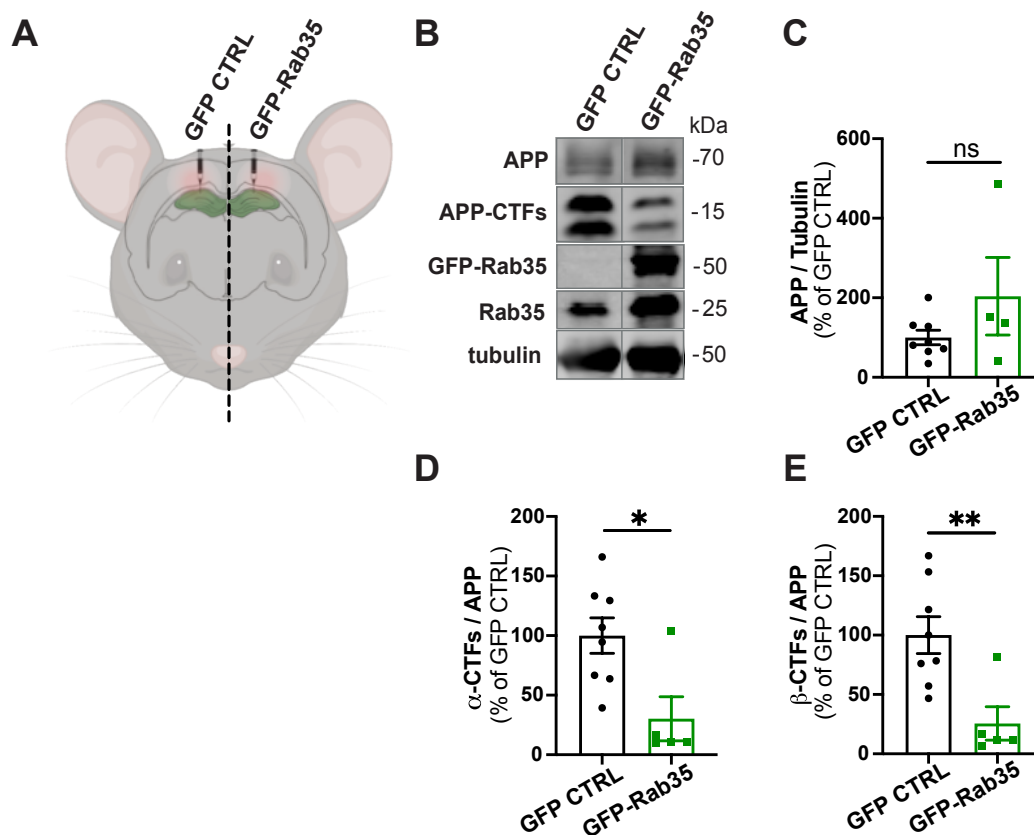 A
GFP CTRL
GFP-Rab35
B
GFP CTRL
GFP-Rab35
kDa
APP
-70
APP-CTFs
-15
GFP-Rab35
-50
Rab35
-25
tubulin
-50
C
APP / Tubulin
(% of GFP CTRL)
600
400
200
0
ns
GFP CTRL
GFP-Rab35
D
α-CTFs / APP
(% of GFP CTRL)
200
150
100
50
0
*
GFP CTRL
GFP-Rab35
E
β-CTFs / APP
(% of GFP CTRL)
200
150
100
50
0
**
GFP CTRL
GFP-Rab35